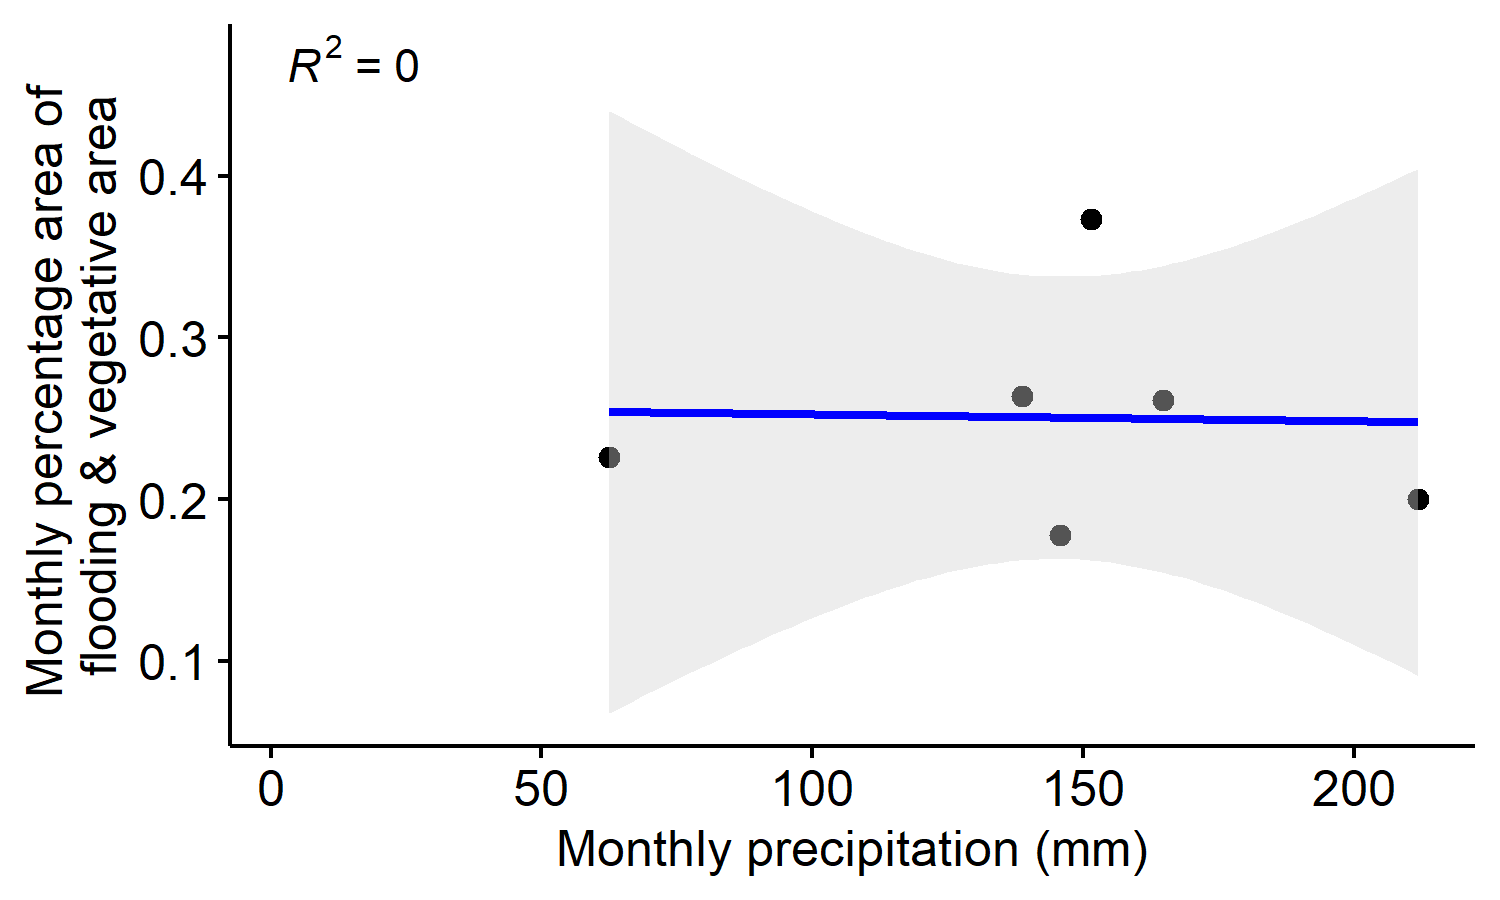 R² = 0
Monthly percentage area of
flooding & vegetative area
0.4
0.3
0.2
0.1
0 50 100 150 200
Monthly precipitation (mm)